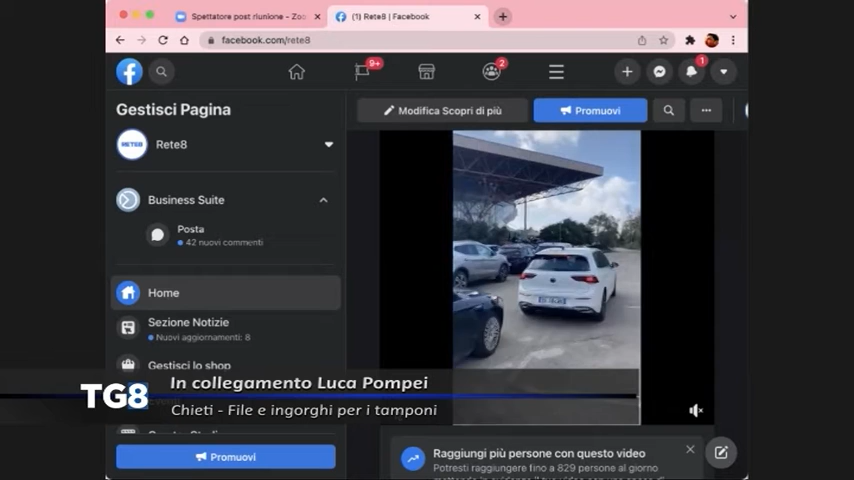 Spettatore post riunione - Zoo
(1) Rete8 | Facebook
facebook.com/rete8
9+
2
1
Gestisci Pagina
Modifica Scopri di più
Promuovi
RETE8
Rete8
Business Suite
Posta
42 nuovi commenti
Home
Sezione Notizie
Nuovi aggiornamenti: 8
Gestisci lo shop
In collegamento Luca Pompei
TG8
Chieti - File e ingorghi per i tamponi
Promuovi
Raggiungi più persone con questo video
Potresti raggiungere fino a 829 persone al giorno